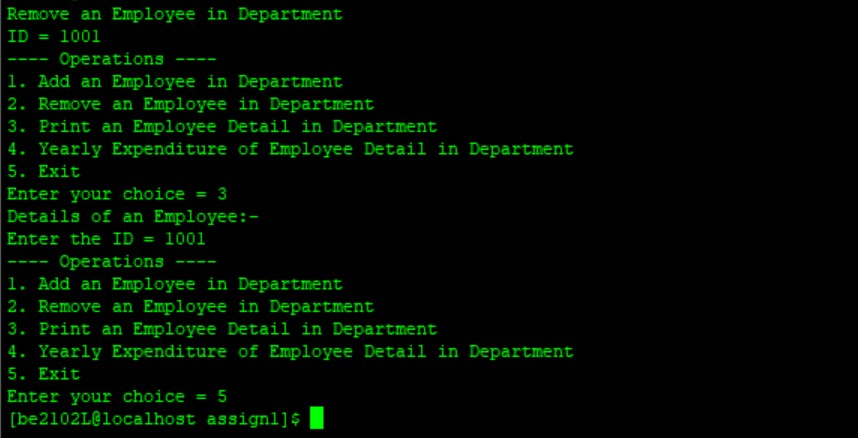 Remove an Employee in Department
ID = 1001
---- Operations ----
1. Add an Employee in Department
2. Remove an Employee in Department
3. Print an Employee Detail in Department
4. Yearly Expenditure of Employee Detail in Department
5. Exit
Enter your choice = 3
Details of an Employee:-
Enter the ID = 1001
---- Operations ----
1. Add an Employee in Department
2. Remove an Employee in Department
3. Print an Employee Detail in Department
4. Yearly Expenditure of Employee Detail in Department
5. Exit
Enter your choice = 5
[be2102L@localhost assign1]$